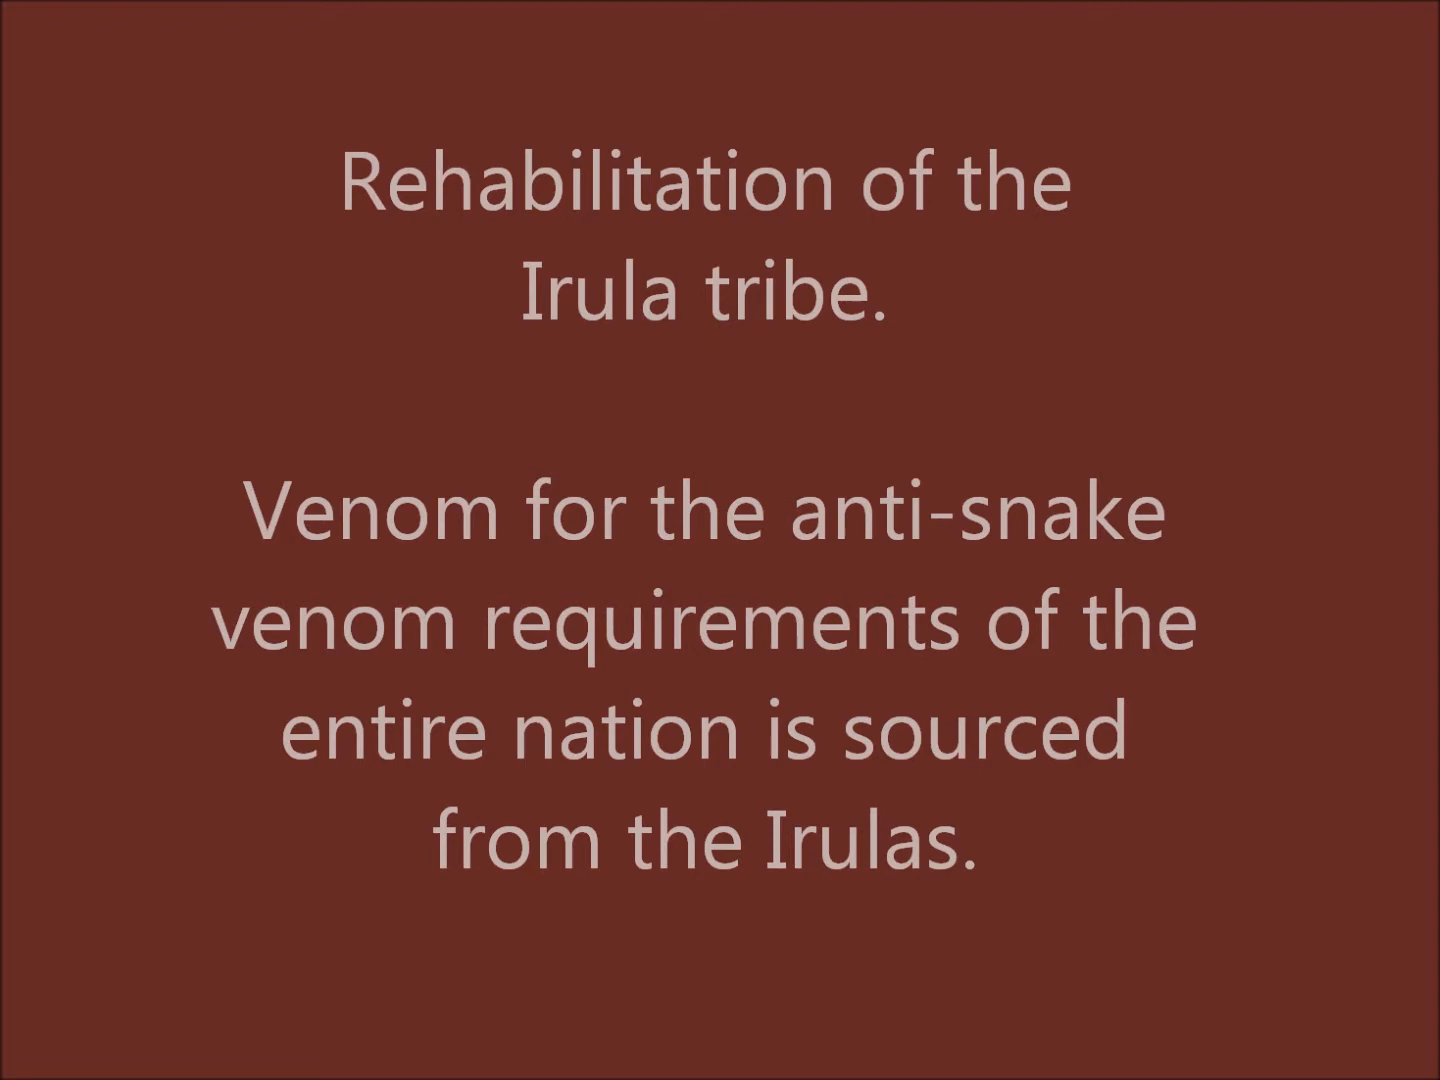 Rehabilitation of the
Irula tribe.
Venom for the anti-snake
venom requirements of the
entire nation is sourced
from the Irulas.